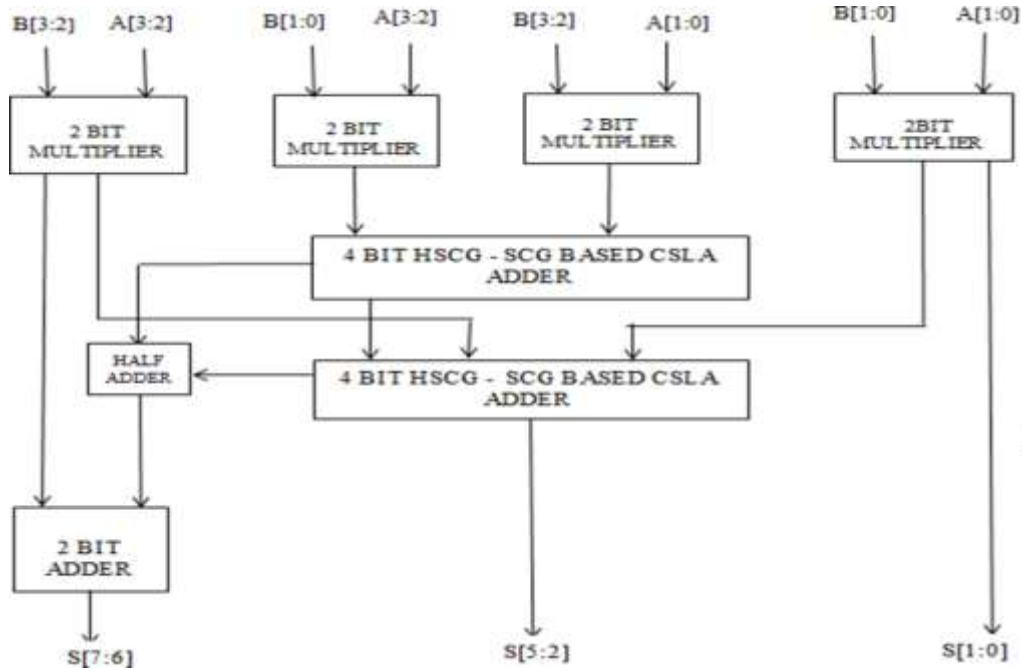 B[3:2] A[3:2] B[1:0] A[3:2] B[3:2] A[1:0] B[1:0] A[1:0]
2 BIT
MULTIPLIER
2 BIT
MULTIPLIER
2 BIT
MULTIPLIER
2BIT
MULTIPLIER
4 BIT HSCG - SCG BASED CSLA
ADDER
HALF
ADDER
4 BIT HSCG - SCG BASED CSLA
ADDER
2 BIT
ADDER
S[7:6] S[5:2] S[1:0]